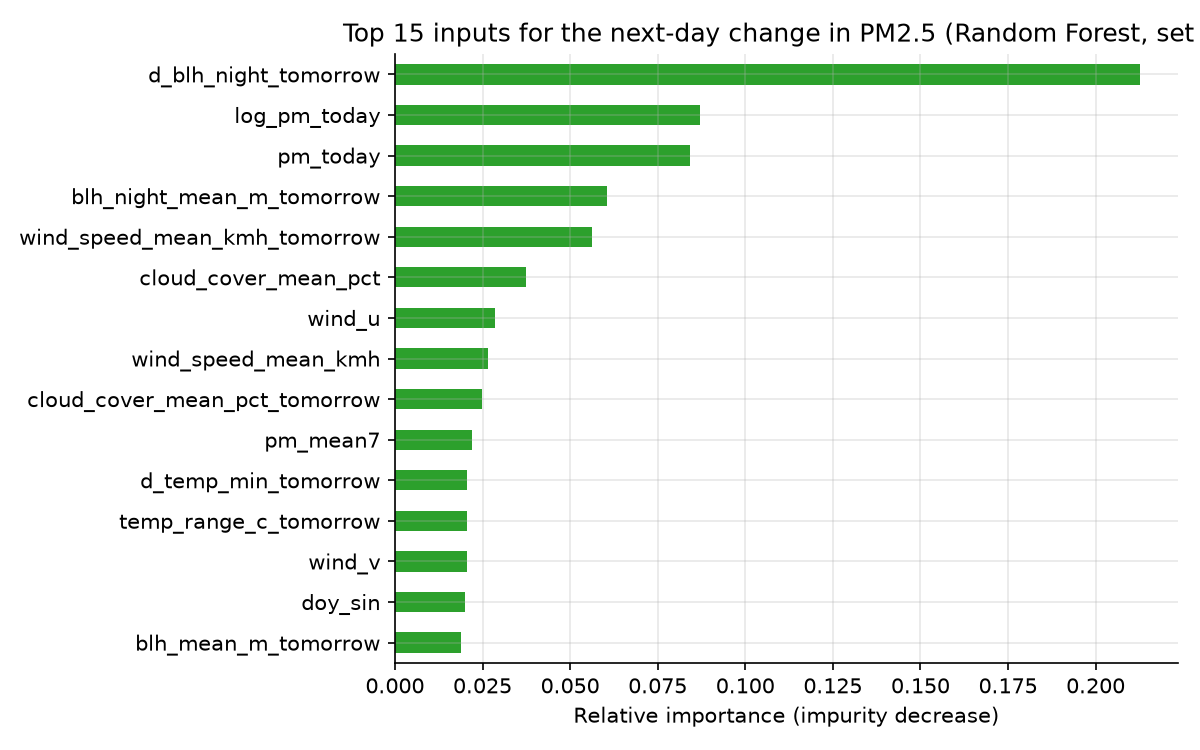 Top 15 inputs for the next-day change in PM2.5 (Random Forest, set
d_blh_night_tomorrow
log_pm_today
pm_today
blh_night_mean_m_tomorrow
wind_speed_mean_kmh_tomorrow
cloud_cover_mean_pct
wind_u
wind_speed_mean_kmh
cloud_cover_mean_pct_tomorrow
pm_mean7
d_temp_min_tomorrow
temp_range_c_tomorrow
wind_v
doy_sin
blh_mean_m_tomorrow
0.000 0.025 0.050 0.075 0.100 0.125 0.150 0.175 0.200
Relative importance (impurity decrease)